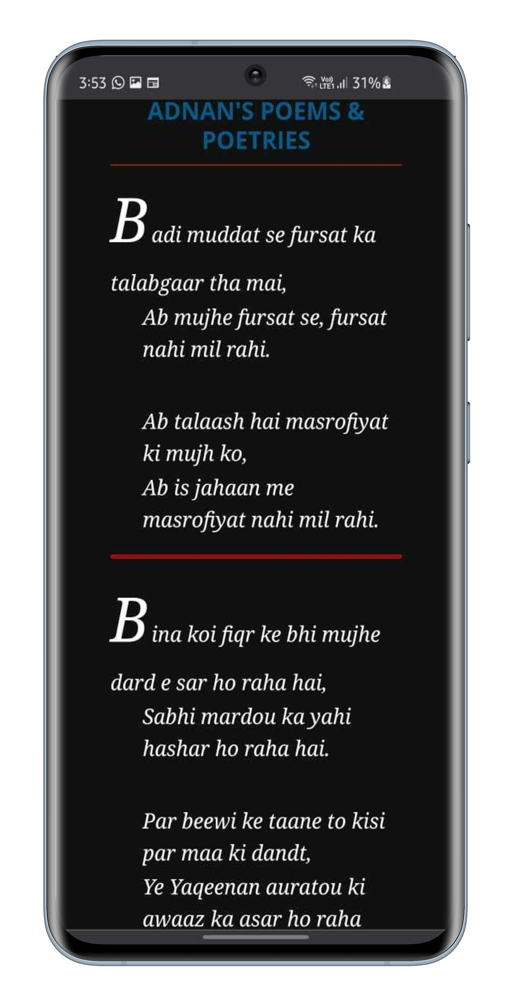 3:53 Vo)) LTE1 31%
ADNAN'S POEMS &
POETRIES
Badi muddat se fursat ka
talabgaar tha mai,
Ab mujhe fursat se, fursat
nahi mil rahi.
Ab talaash hai masrofiyat
ki mujh ko,
Ab is jahaan me
masrofiyat nahi mil rahi.
Bina koi fiqr ke bhi mujhe
dard e sar ho raha hai,
Sabhi mardou ka yahi
hashar ho raha hai.
Par beewi ke taane to kisi
par maa ki dandt,
Ye Yaqeenan auratou ki
awaaz ka asar ho raha